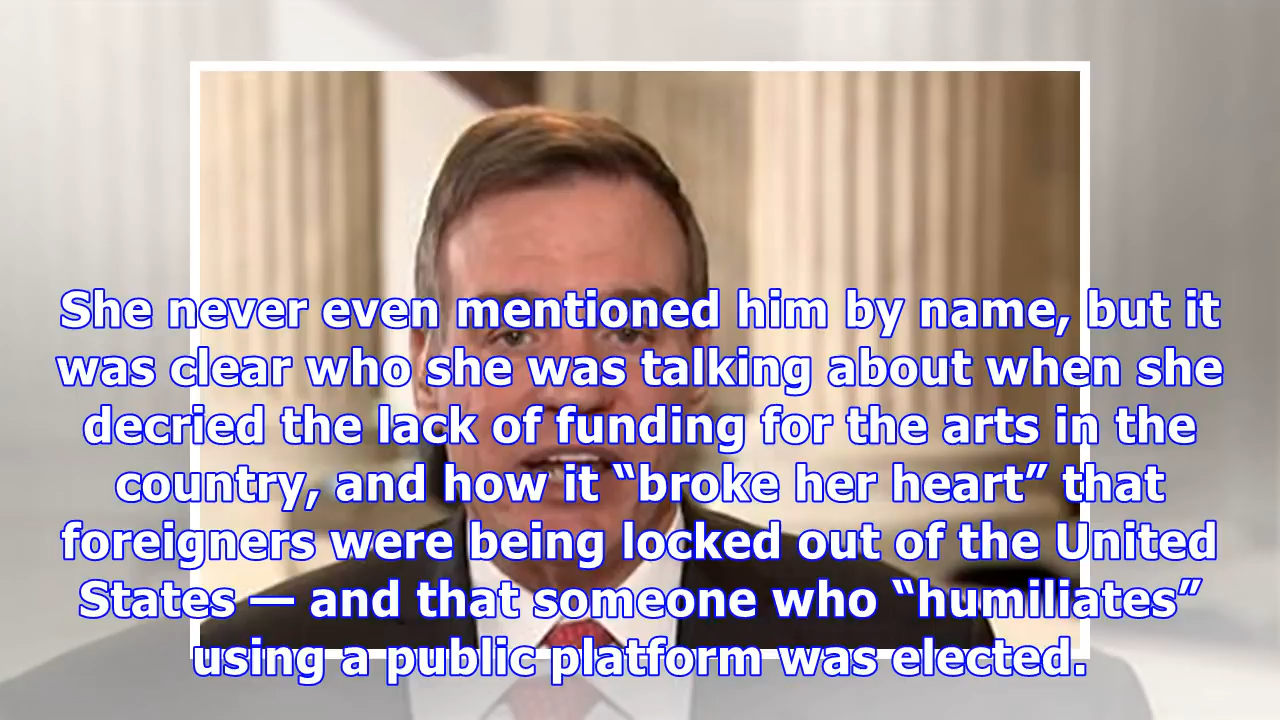 She never even mentioned him by name, but it
was clear who she was talking about when she
decried the lack of funding for the arts in the
country, and how it “broke her heart” that
foreigners were being locked out of the United
States — and that someone who “humiliates”
using a public platform was elected.